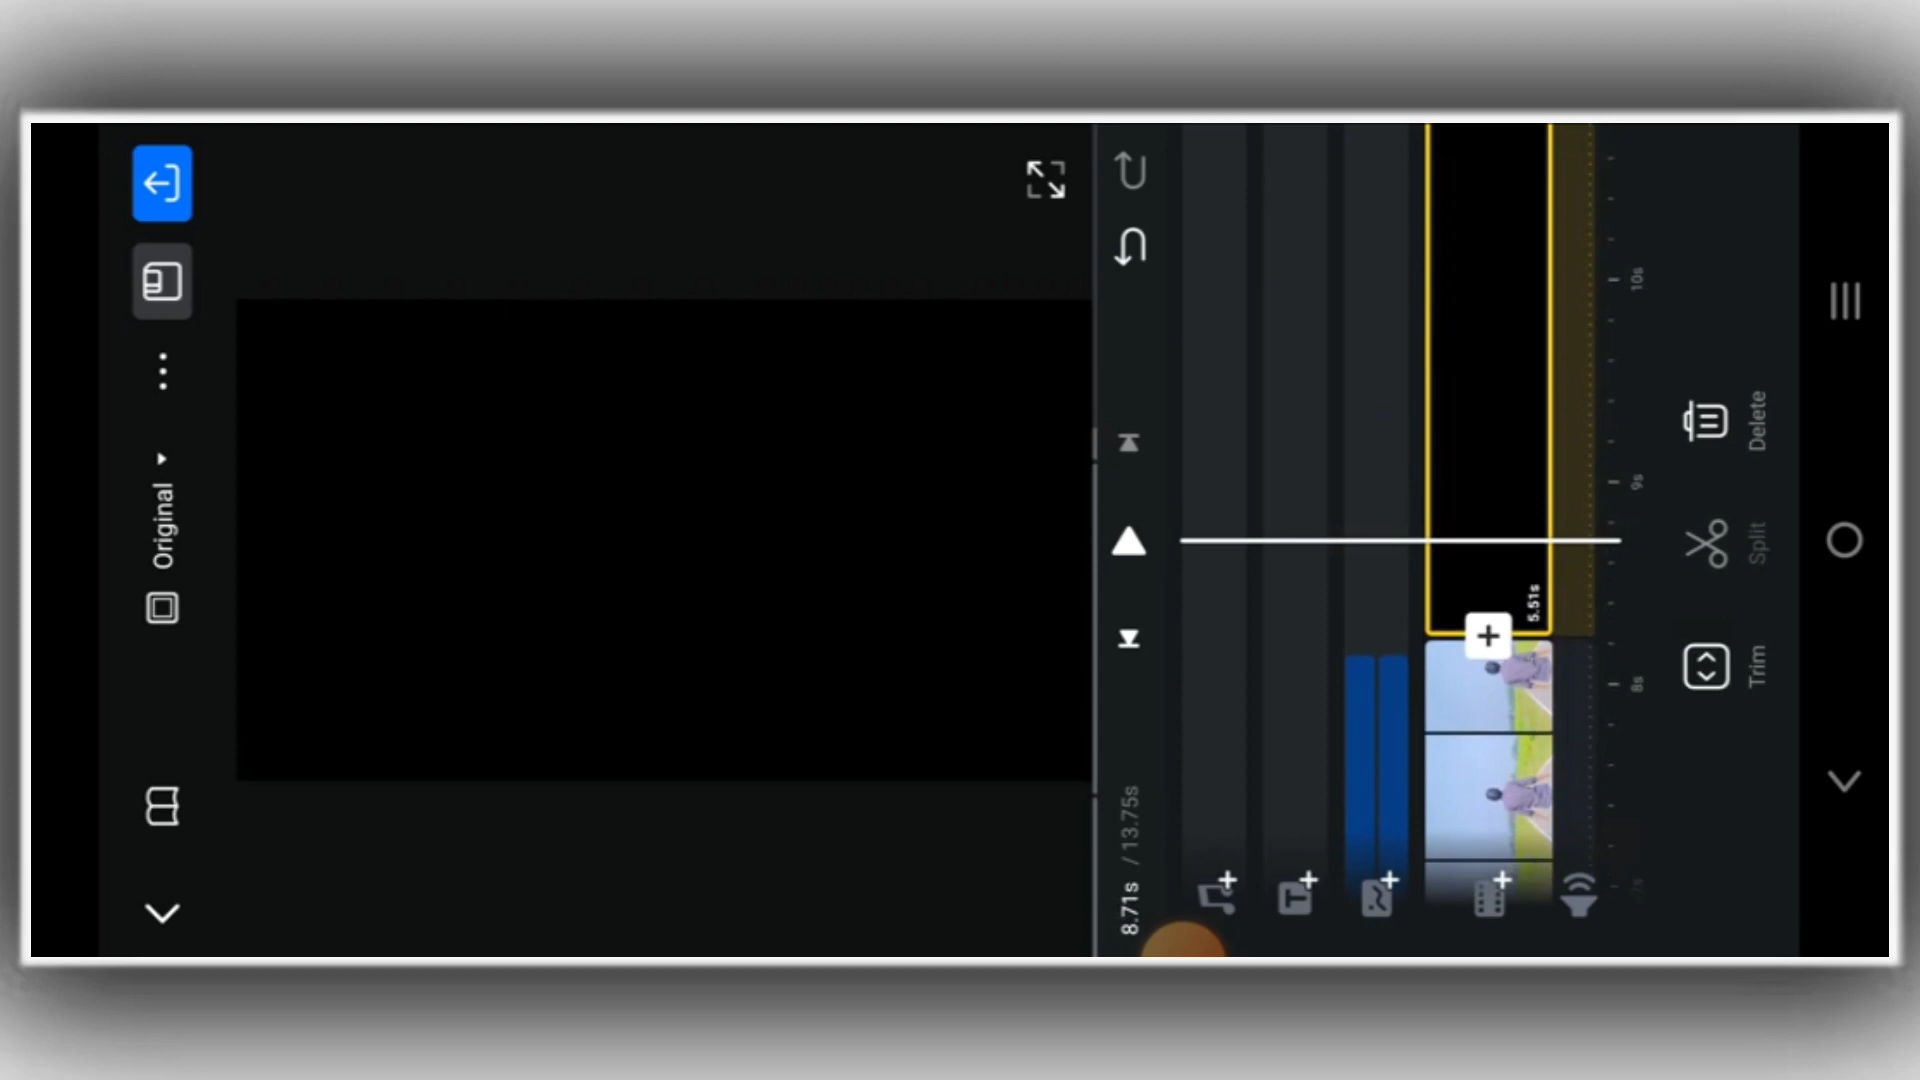 Original
8.71s / 13.75s
5.51s
10s
9s
8s
Delete
Split
Trim